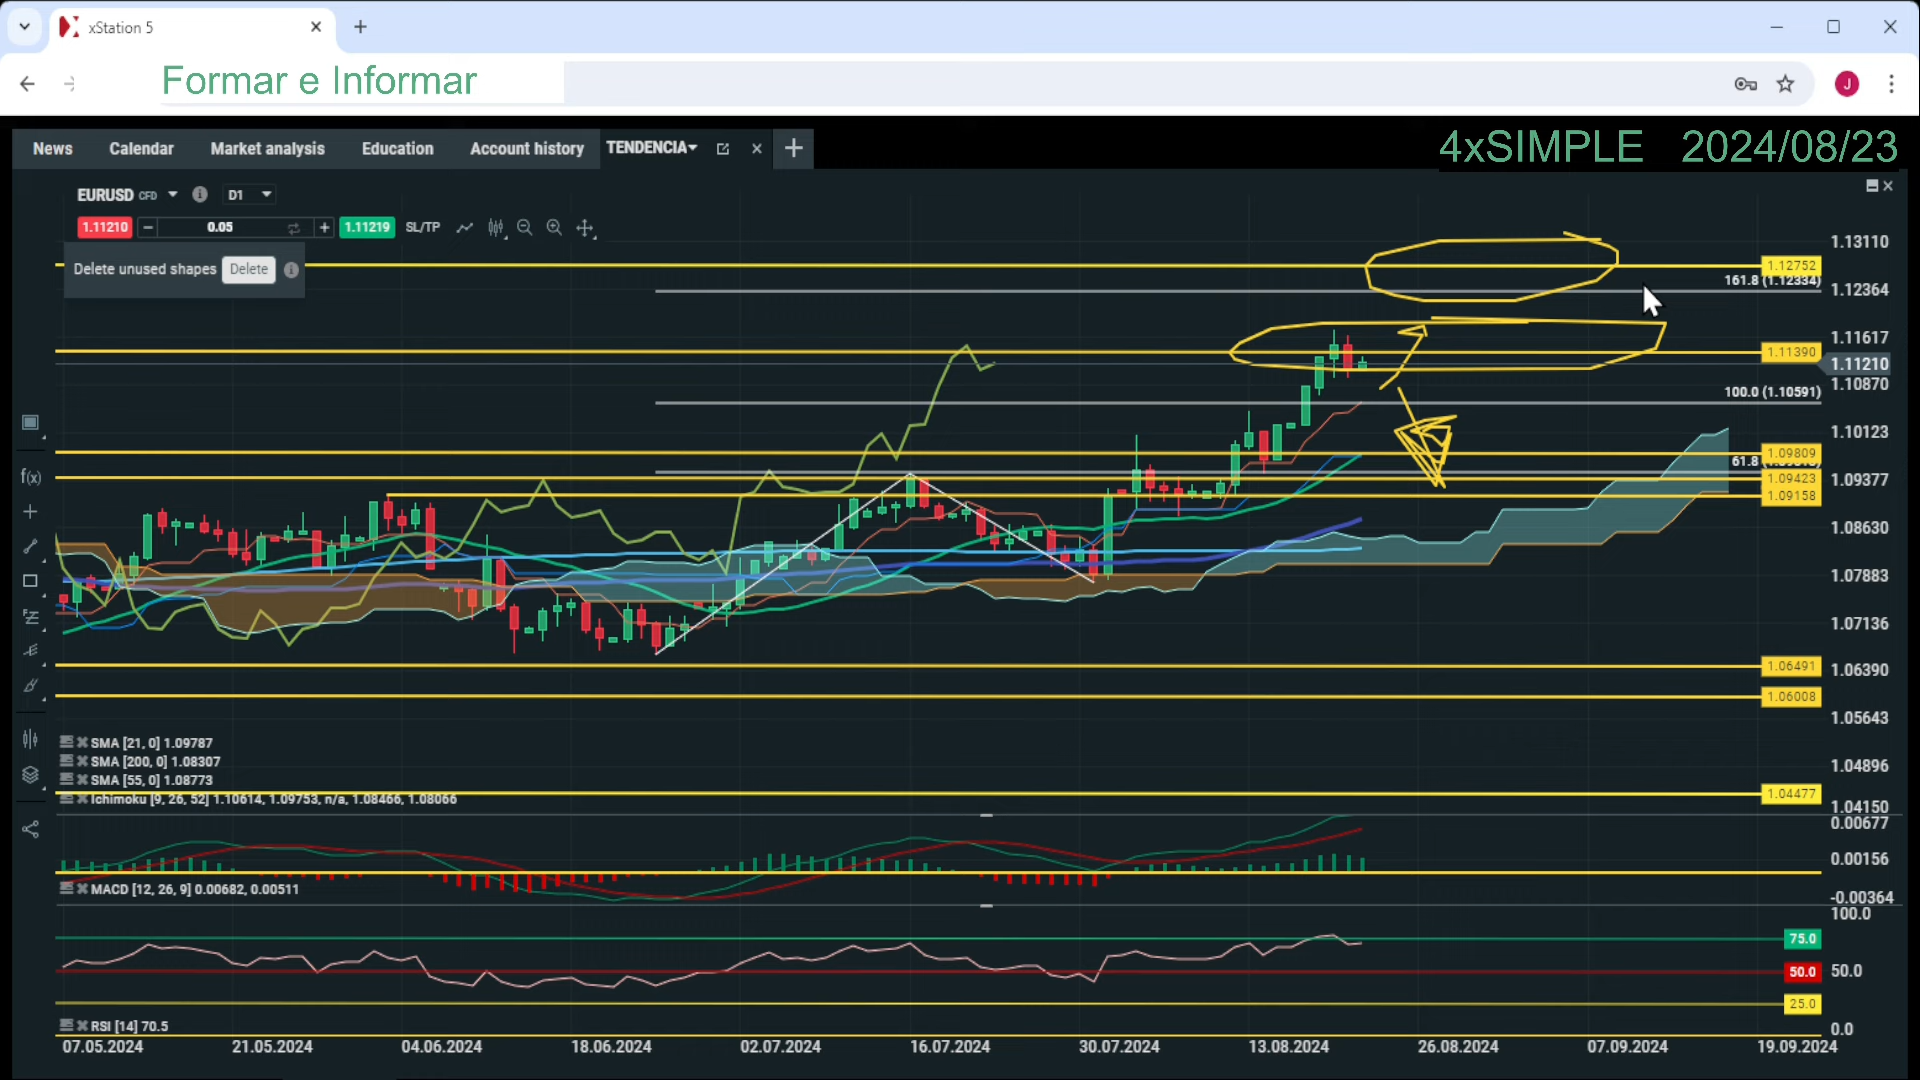 xStation 5
Formar e Informar
J
News Calendar Market analysis Education Account history TENDENCIA
4xSIMPLE 2024/08/23
EURUSD CFD D1
1.11210 0.05 1.11219 SL/TP
Delete unused shapes Delete
1.13110
1.12752
161.8 (1.12334)
1.12364
1.11617
1.11390
1.11210
1.10870
100.0 (1.10591)
1.10123
1.09809
61.8
1.09423
1.09377
1.09158
1.08630
1.07883
1.07136
1.06491
1.06390
1.06008
1.05643
SMA [21, 0] 1.09787
SMA [200, 0] 1.08307
1.04896
SMA [55, 0] 1.08773
Ichimoku [9, 26, 52] 1.10614, 1.09753, n/a, 1.08466, 1.08066
1.04477
1.04150
0.00677
0.00156
MACD [12, 26, 9] 0.00682, 0.00511
-0.00364
100.0
75.0
50.0 50.0
25.0
RSI [14] 70.5
0.0
07.05.2024 21.05.2024 04.06.2024 18.06.2024 02.07.2024 16.07.2024 30.07.2024 13.08.2024 26.08.2024 07.09.2024 19.09.2024